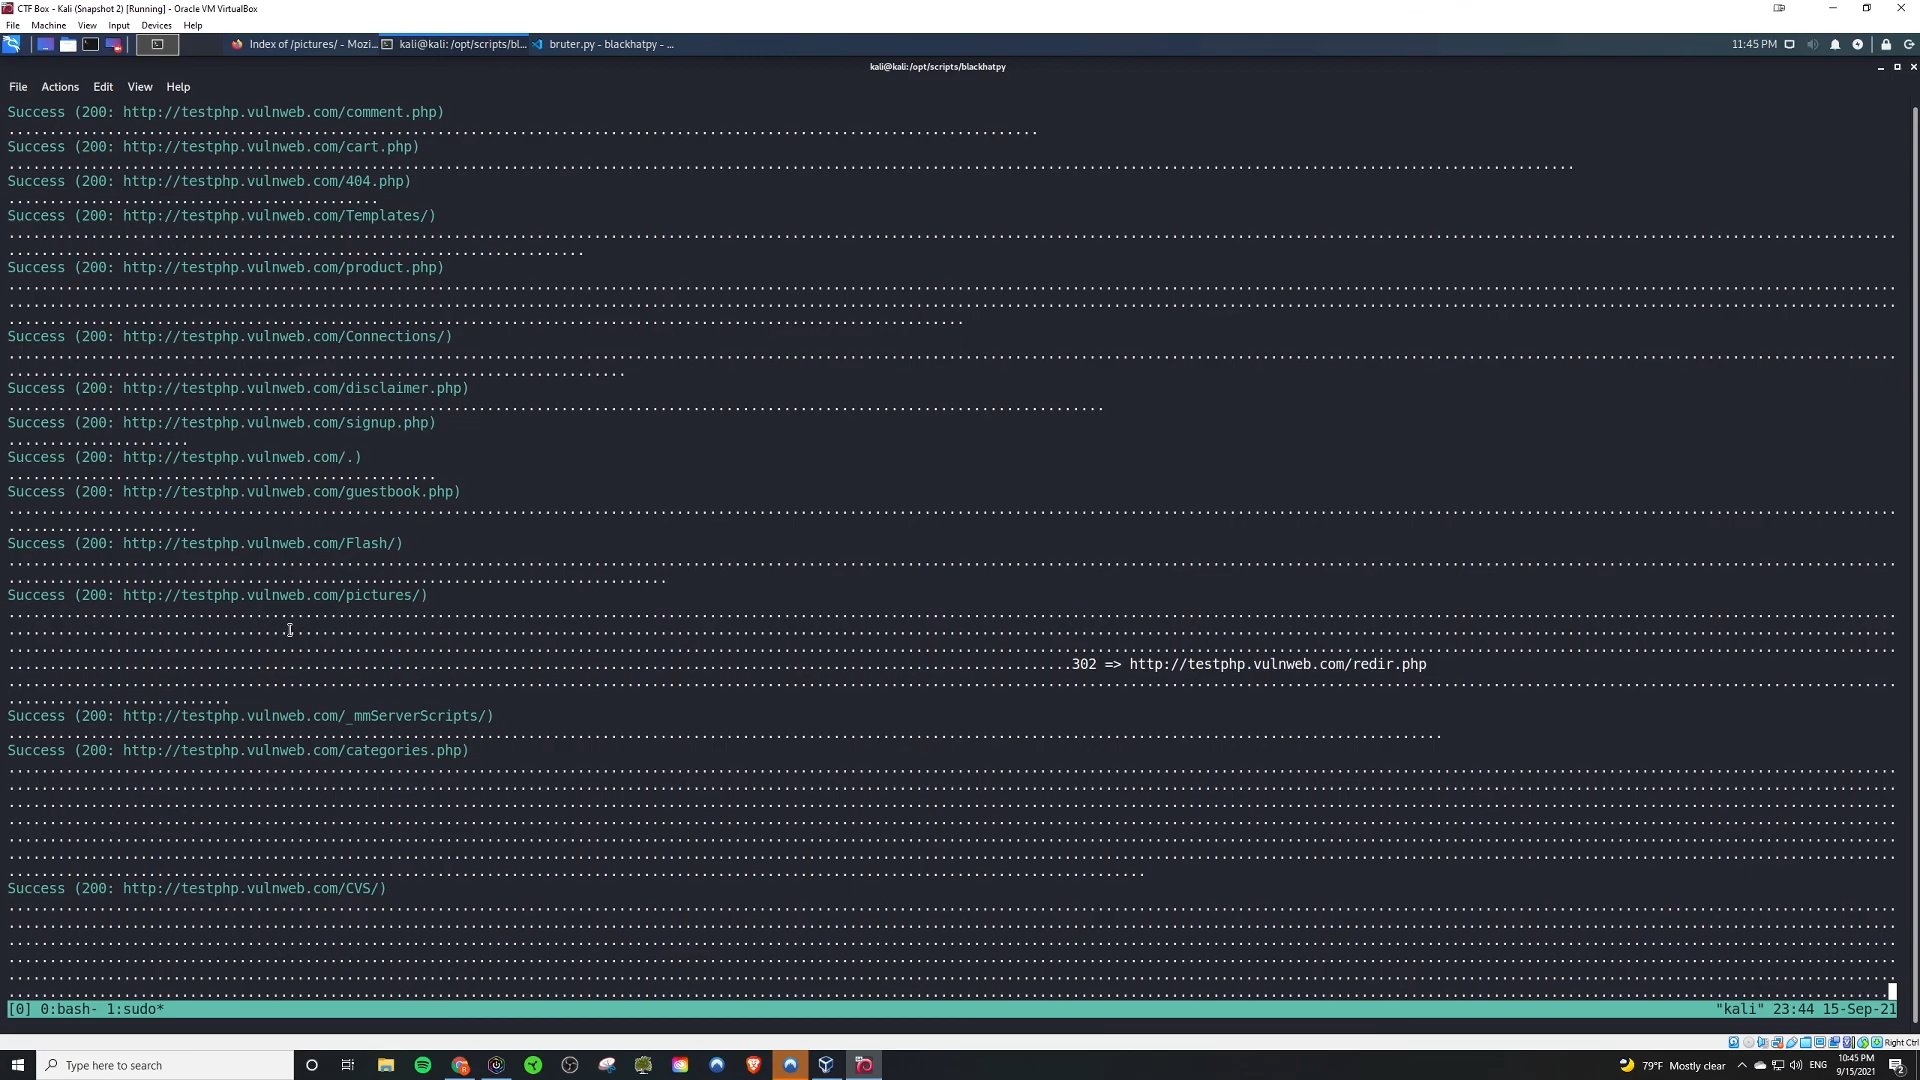 CTF Box - Kali (Snapshot 2) [Running] - Oracle VM VirtualBox
File Machine View Input Devices Help
Index of /pictures/ - Mozi... kali@kali: /opt/scripts/bl... bruter.py - blackhatpy - ... 11:45 PM
kali@kali: /opt/scripts/blackhatpy
File Actions Edit View Help
Success (200: http://testphp.vulnweb.com/comment.php)
Success (200: http://testphp.vulnweb.com/cart.php)
Success (200: http://testphp.vulnweb.com/404.php)
Success (200: http://testphp.vulnweb.com/Templates/)
Success (200: http://testphp.vulnweb.com/product.php)
Success (200: http://testphp.vulnweb.com/Connections/)
Success (200: http://testphp.vulnweb.com/disclaimer.php)
Success (200: http://testphp.vulnweb.com/signup.php)
Success (200: http://testphp.vulnweb.com/.)
Success (200: http://testphp.vulnweb.com/guestbook.php)
Success (200: http://testphp.vulnweb.com/Flash/)
Success (200: http://testphp.vulnweb.com/pictures/)
...302 => http://testphp.vulnweb.com/redir.php
Success (200: http://testphp.vulnweb.com/_mmServerScripts/)
Success (200: http://testphp.vulnweb.com/categories.php)
Success (200: http://testphp.vulnweb.com/CVS/)
[0] 0:bash- 1:sudo* "kali" 23:44 15-Sep-21
Right Ctrl
Type here to search 79°F Mostly clear ENG 10:45 PM
9/15/2021